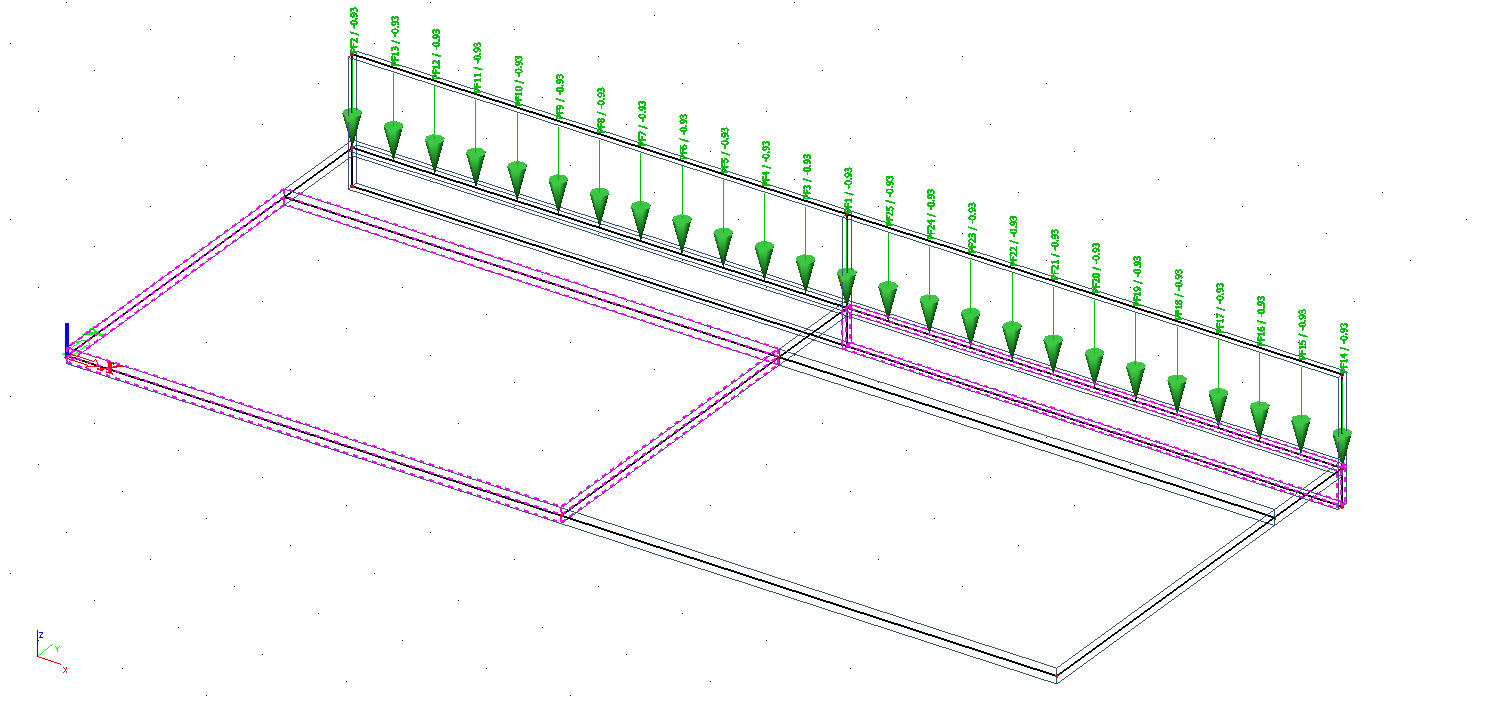 PF2 / -0.93
PF13 / -0.93
PF12 / -0.93
PF11 / -0.93
PF10 / -0.93
PF9 / -0.93
PF8 / -0.93
PF7 / -0.93
PF6 / -0.93
PF5 / -0.93
PF4 / -0.93
PF3 / -0.93
PF1 / -0.93
PF25 / -0.93
PF24 / -0.93
PF23 / -0.93
PF22 / -0.93
PF21 / -0.93
PF20 / -0.93
PF19 / -0.93
PF18 / -0.93
PF17 / -0.93
PF16 / -0.93
PF15 / -0.93
PF14 / -0.93
Z
Y
X